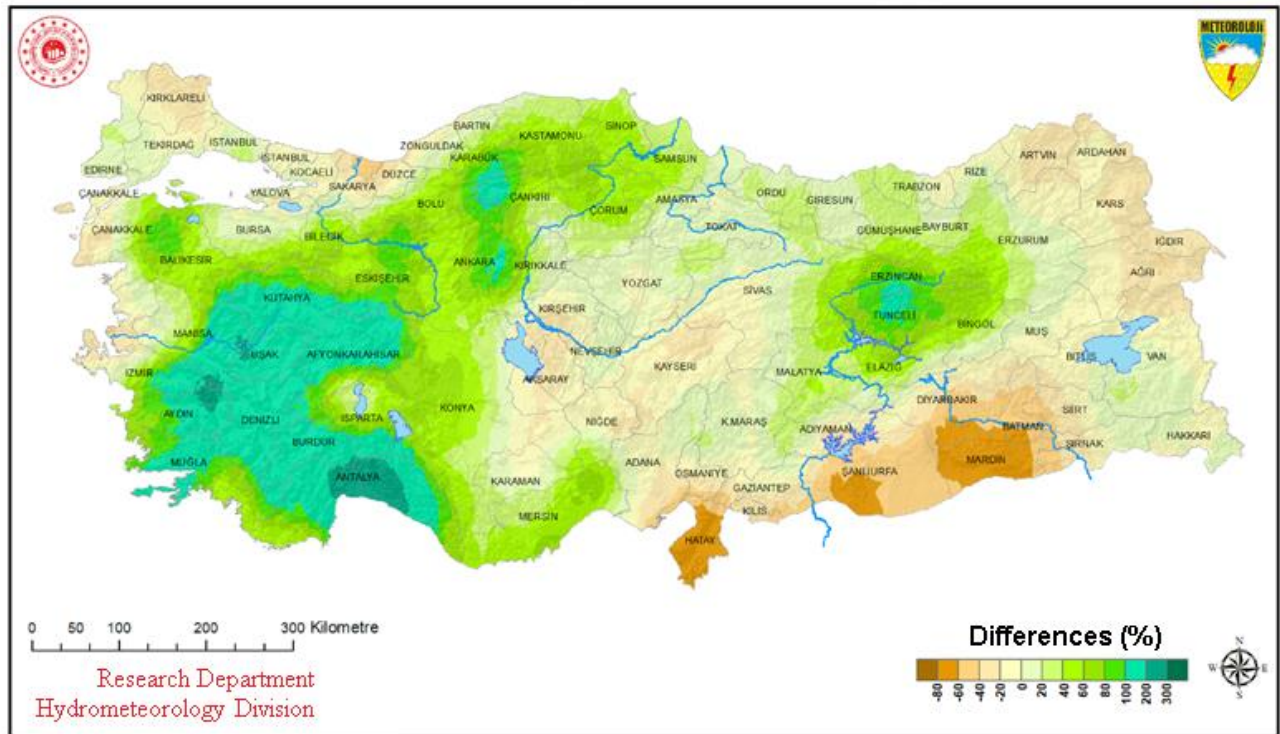 METEOROLOJİ
KIRKLARELİ
TEKİRDAĞ
İSTANBUL
EDİRNE
ÇANAKKALE
İSTANBUL
KOCAELİ
YALOVA
SAKARYA
DÜZCE
ZONGULDAK
BARTIN
KARABÜK
KASTAMONU
SİNOP
SAMSUN
ÇANKIRI
BOLU
ÇORUM
AMASYA
ORDU
GİRESUN
TRABZON
RİZE
ARTVİN
ARDAHAN
KARS
ÇANAKKALE
BURSA
BİLECİK
TOKAT
GÜMÜŞHANE
BAYBURT
ERZURUM
IĞDIR
BALIKESİR
ESKİŞEHİR
ANKARA
KIRIKKALE
AĞRI
YOZGAT
SİVAS
ERZİNCAN
KÜTAHYA
KIRŞEHİR
TUNCELİ
BİNGÖL
MUŞ
MANİSA
UŞAK
AFYONKARAHİSAR
NEVŞEHİR
BİTLİS
VAN
İZMİR
AKSARAY
KAYSERİ
MALATYA
ELAZIĞ
AYDIN
DENİZLİ
ISPARTA
KONYA
NİĞDE
K.MARAŞ
ADIYAMAN
DİYARBAKIR
BATMAN
SİİRT
ŞIRNAK
HAKKARİ
BURDUR
MUĞLA
ANTALYA
KARAMAN
ADANA
OSMANİYE
GAZİANTEP
ŞANLIURFA
MARDİN
MERSİN
KİLİS
HATAY
0 50 100 200 300 Kilometre
Research Department
Hydrometeorology Division
Differences (%)
-80 -60 -40 -20 0 20 40 60 80 100 200 300
N
W E
S